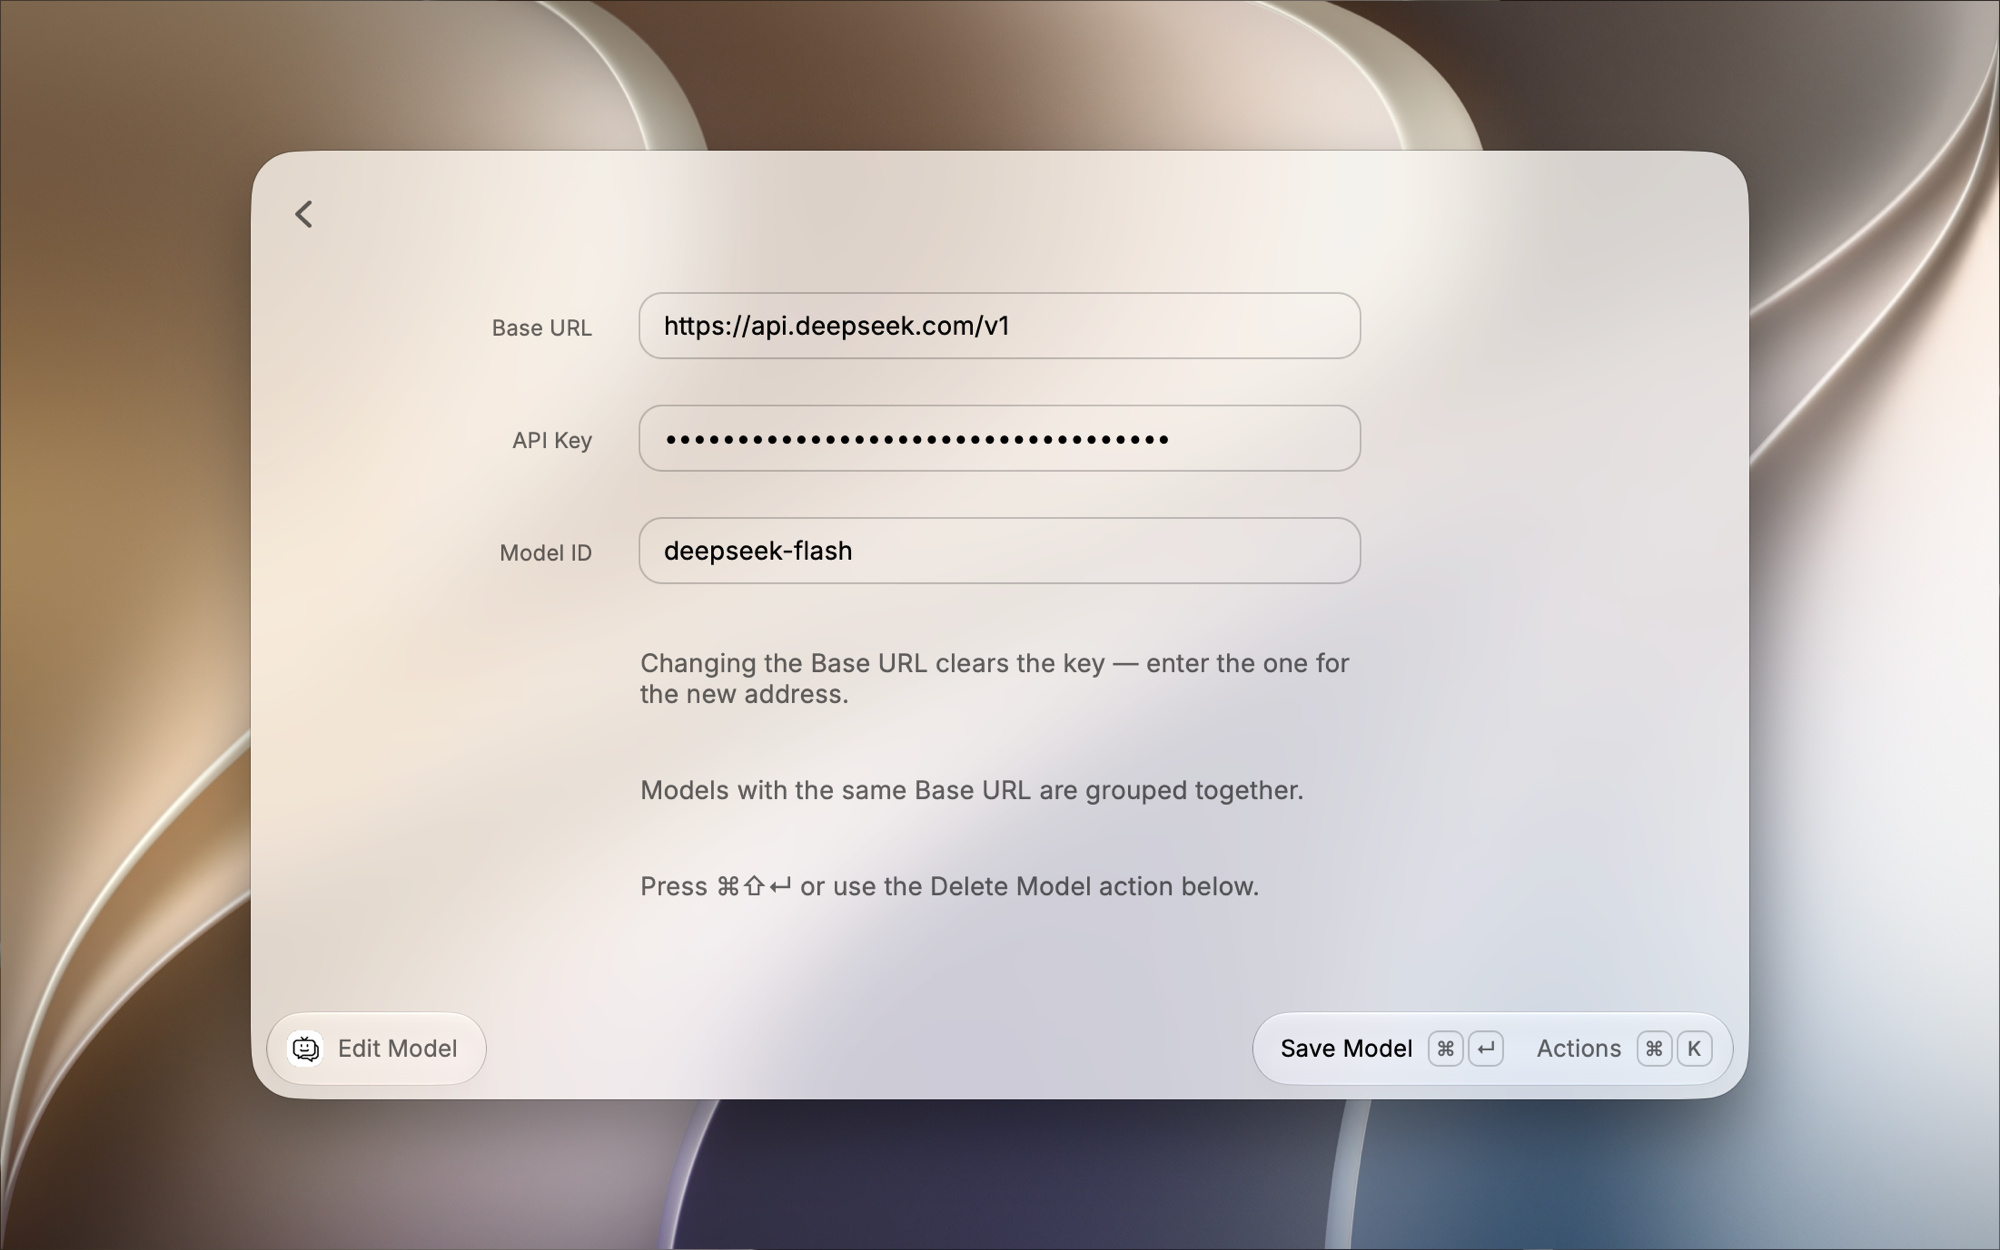 Base URL
https://api.deepseek.com/v1
API Key
•••••••••••••••••••••••••••••••••••
Model ID
deepseek-flash
Changing the Base URL clears the key — enter the one for
the new address.
Models with the same Base URL are grouped together.
Press ⌘⇧↵ or use the Delete Model action below.
Edit Model
Save Model ⌘ ↵ Actions ⌘ K